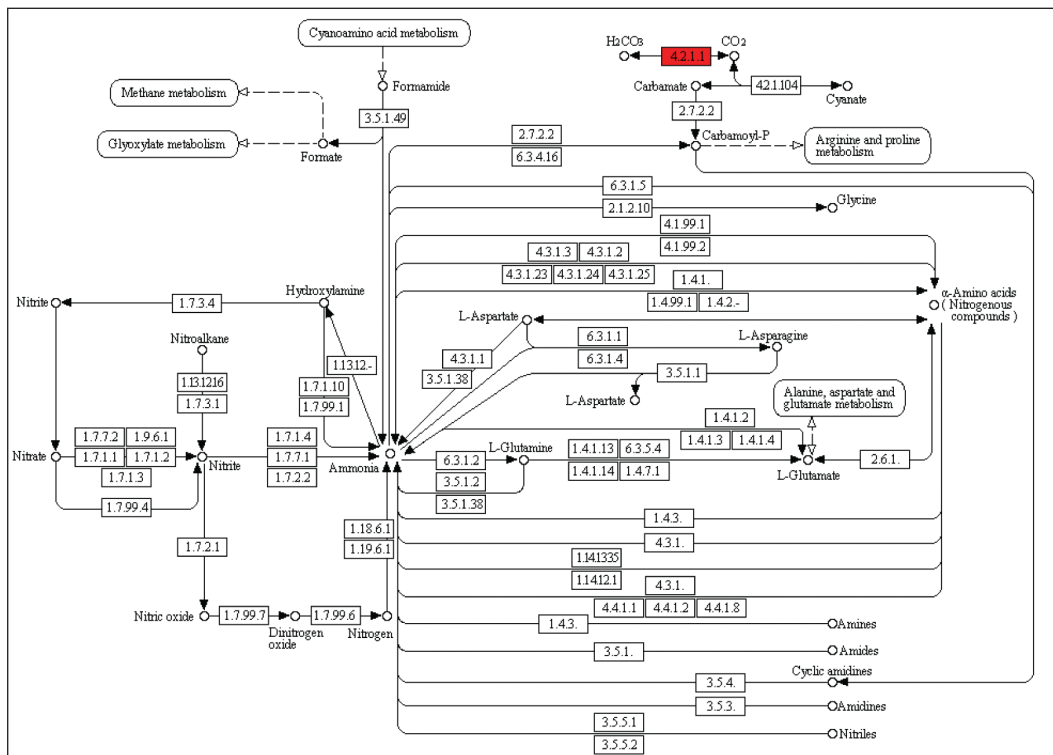 Cyanoamino acid metabolism
H2CO3
4.2.1.1
CO2
Methane metabolism
Formamide
Carbamate
4.2.1.104
Cyanate
3.5.1.49
2.7.2.2
Glyoxylate metabolism
Formate
2.7.2.2
6.3.4.16
Carbamoyl-P
Arginine and proline
metabolism
6.3.1.5
2.1.2.10
Glycine
4.1.99.1
4.1.99.2
4.3.1.3
4.3.1.2
4.3.1.23
4.3.1.24
4.3.1.25
1.4.1.
Nitrite
1.7.3.4
Hydroxylamine
1.4.99.1
1.4.2.-
α-Amino acids
( Nitrogenous
compounds )
L-Aspartate
Nitroalkane
6.3.1.1
L-Asparagine
4.3.1.1
6.3.1.4
1.13.12.-
3.5.1.38
3.5.1.1
1.13.12.16
1.7.3.1
1.7.1.10
1.7.99.1
L-Aspartate
Alanine, aspartate and
glutamate metabolism
1.4.1.2
1.7.7.2
1.9.6.1
1.7.1.4
L-Glutamine
1.4.1.13
6.3.5.4
1.4.1.3
1.4.1.4
Nitrate
1.7.1.1
1.7.1.2
Nitrite
1.7.7.1
Ammonia
6.3.1.2
L-Glutamate
2.6.1.
1.7.1.3
1.7.2.2
3.5.1.2
1.4.1.14
1.4.7.1
1.7.99.4
3.5.1.38
1.4.3.
1.18.6.1
4.3.1.
1.7.2.1
1.19.6.1
1.14.13.35
1.14.12.1
4.3.1.
4.4.1.1
4.4.1.2
4.4.1.8
Nitric oxide
1.7.99.7
Dinitrogen
oxide
1.7.99.6
Nitrogen
1.4.3.
Amines
3.5.1.
Amides
Cyclic amidines
3.5.4.
3.5.3.
Amidines
3.5.5.1
3.5.5.2
Nitriles